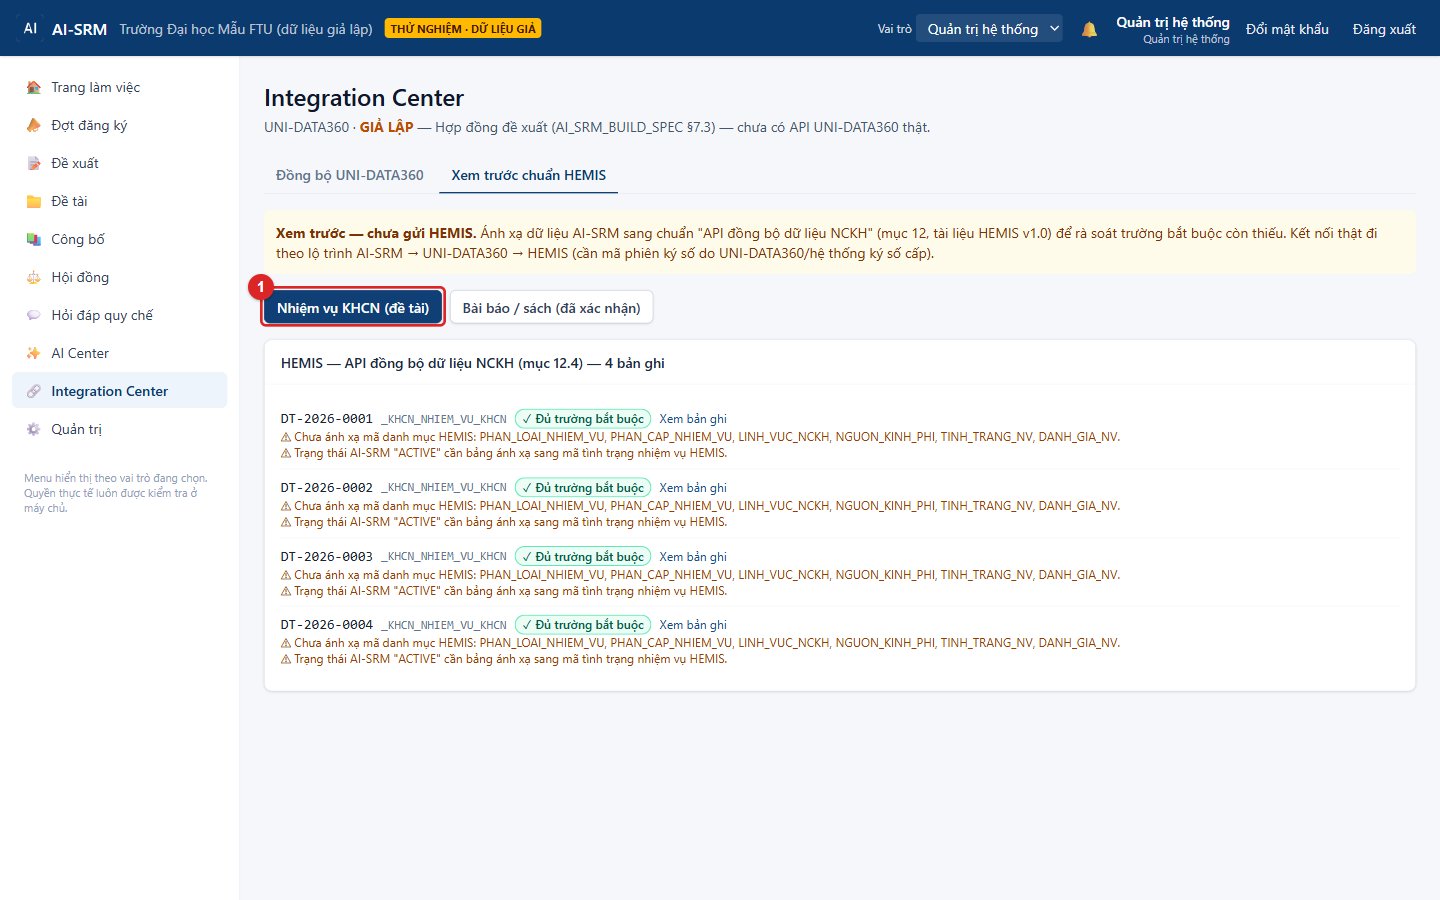 AI AI-SRM Trường Đại học Mẫu FTU (dữ liệu giả lập) THỬ NGHIỆM · DỮ LIỆU GIẢ
Vai trò Quản trị hệ thống Quản trị hệ thống Đổi mật khẩu Đăng xuất
Quản trị hệ thống
Trang làm việc
Đợt đăng ký
Đề xuất
Đề tài
Công bố
Hội đồng
Hỏi đáp quy chế
AI Center
Integration Center
Quản trị
Menu hiển thị theo vai trò đang chọn.
Quyền thực tế luôn được kiểm tra ở
máy chủ.
Integration Center
UNI-DATA360 · GIẢ LẬP — Hợp đồng đề xuất (AI_SRM_BUILD_SPEC §7.3) — chưa có API UNI-DATA360 thật.
Đồng bộ UNI-DATA360 Xem trước chuẩn HEMIS
Xem trước — chưa gửi HEMIS. Ánh xạ dữ liệu AI-SRM sang chuẩn "API đồng bộ dữ liệu NCKH" (mục 12, tài liệu HEMIS v1.0) để rà soát trường bắt buộc còn thiếu. Kết nối thật đi
theo lộ trình AI-SRM → UNI-DATA360 → HEMIS (cần mã phiên ký số do UNI-DATA360/hệ thống ký số cấp).
1
Nhiệm vụ KHCN (đề tài) Bài báo / sách (đã xác nhận)
HEMIS — API đồng bộ dữ liệu NCKH (mục 12.4) — 4 bản ghi
DT-2026-0001 _KHCN_NHIEM_VU_KHCN ✓ Đủ trường bắt buộc Xem bản ghi
⚠ Chưa ánh xạ mã danh mục HEMIS: PHAN_LOAI_NHIEM_VU, PHAN_CAP_NHIEM_VU, LINH_VUC_NCKH, NGUON_KINH_PHI, TINH_TRANG_NV, DANH_GIA_NV.
⚠ Trạng thái AI-SRM "ACTIVE" cần bảng ánh xạ sang mã tình trạng nhiệm vụ HEMIS.
DT-2026-0002 _KHCN_NHIEM_VU_KHCN ✓ Đủ trường bắt buộc Xem bản ghi
⚠ Chưa ánh xạ mã danh mục HEMIS: PHAN_LOAI_NHIEM_VU, PHAN_CAP_NHIEM_VU, LINH_VUC_NCKH, NGUON_KINH_PHI, TINH_TRANG_NV, DANH_GIA_NV.
⚠ Trạng thái AI-SRM "ACTIVE" cần bảng ánh xạ sang mã tình trạng nhiệm vụ HEMIS.
DT-2026-0003 _KHCN_NHIEM_VU_KHCN ✓ Đủ trường bắt buộc Xem bản ghi
⚠ Chưa ánh xạ mã danh mục HEMIS: PHAN_LOAI_NHIEM_VU, PHAN_CAP_NHIEM_VU, LINH_VUC_NCKH, NGUON_KINH_PHI, TINH_TRANG_NV, DANH_GIA_NV.
⚠ Trạng thái AI-SRM "ACTIVE" cần bảng ánh xạ sang mã tình trạng nhiệm vụ HEMIS.
DT-2026-0004 _KHCN_NHIEM_VU_KHCN ✓ Đủ trường bắt buộc Xem bản ghi
⚠ Chưa ánh xạ mã danh mục HEMIS: PHAN_LOAI_NHIEM_VU, PHAN_CAP_NHIEM_VU, LINH_VUC_NCKH, NGUON_KINH_PHI, TINH_TRANG_NV, DANH_GIA_NV.
⚠ Trạng thái AI-SRM "ACTIVE" cần bảng ánh xạ sang mã tình trạng nhiệm vụ HEMIS.